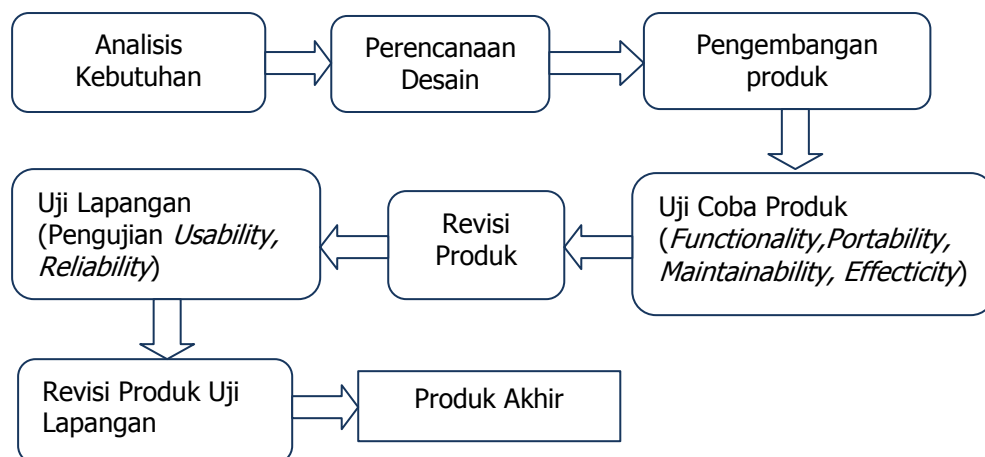 Analisis
Kebutuhan
Perencanaan
Desain
Pengembangan
produk
Uji Coba Produk
(Functionality,Portability,
Maintainability, Effecticity)
Revisi
Produk
Uji Lapangan
(Pengujian Usability,
Reliability)
Revisi Produk Uji
Lapangan
Produk Akhir